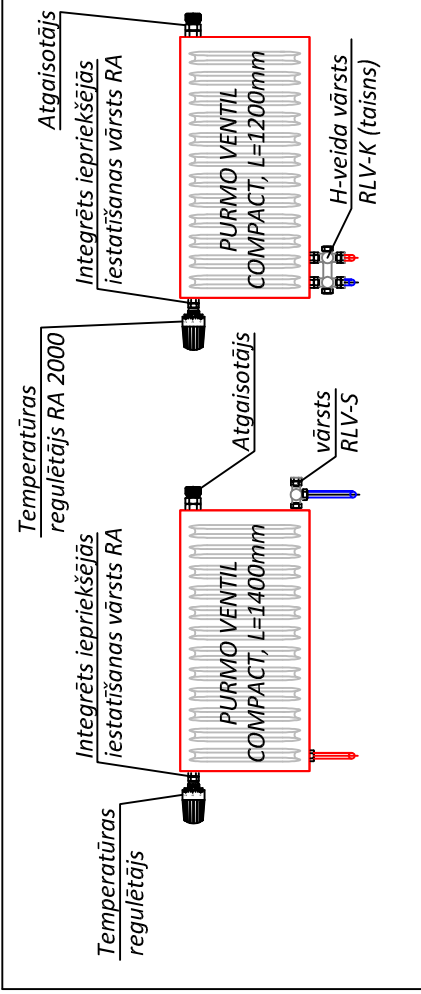 Temperatūras
regulētājs
Integrēts iepriekšējās
iestatīšanas vārsts RA
PURMO VENTIL
COMPACT, L=1400mm
Atgaisotājs
vārsts
RLV-S
Temperatūras
regulētājs RA 2000
Integrēts iepriekšējās
iestatīšanas vārsts RA
Atgaisotājs
PURMO VENTIL
COMPACT, L=1200mm
H-veida vārsts
RLV-K (taisns)